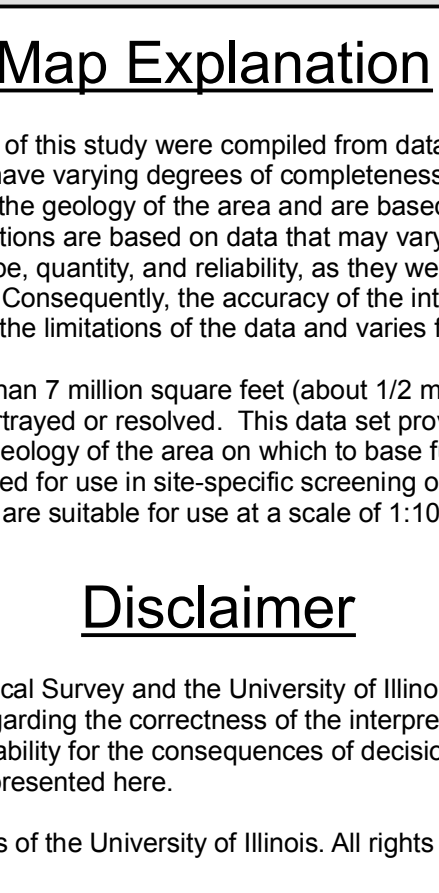 Map Explanation
of this study were compiled from data
have varying degrees of completeness
the geology of the area and are based
tions are based on data that may vary
pe, quantity, and reliability, as they we
Consequently, the accuracy of the int
the limitations of the data and varies f
han 7 million square feet (about 1/2 m
rtrayed or resolved. This data set prov
eology of the area on which to base fu
ed for use in site-specific screening o
are suitable for use at a scale of 1:10
Disclaimer
cal Survey and the University of Illino
garding the correctness of the interpre
ability for the consequences of decisio
presented here.
s of the University of Illinois. All rights